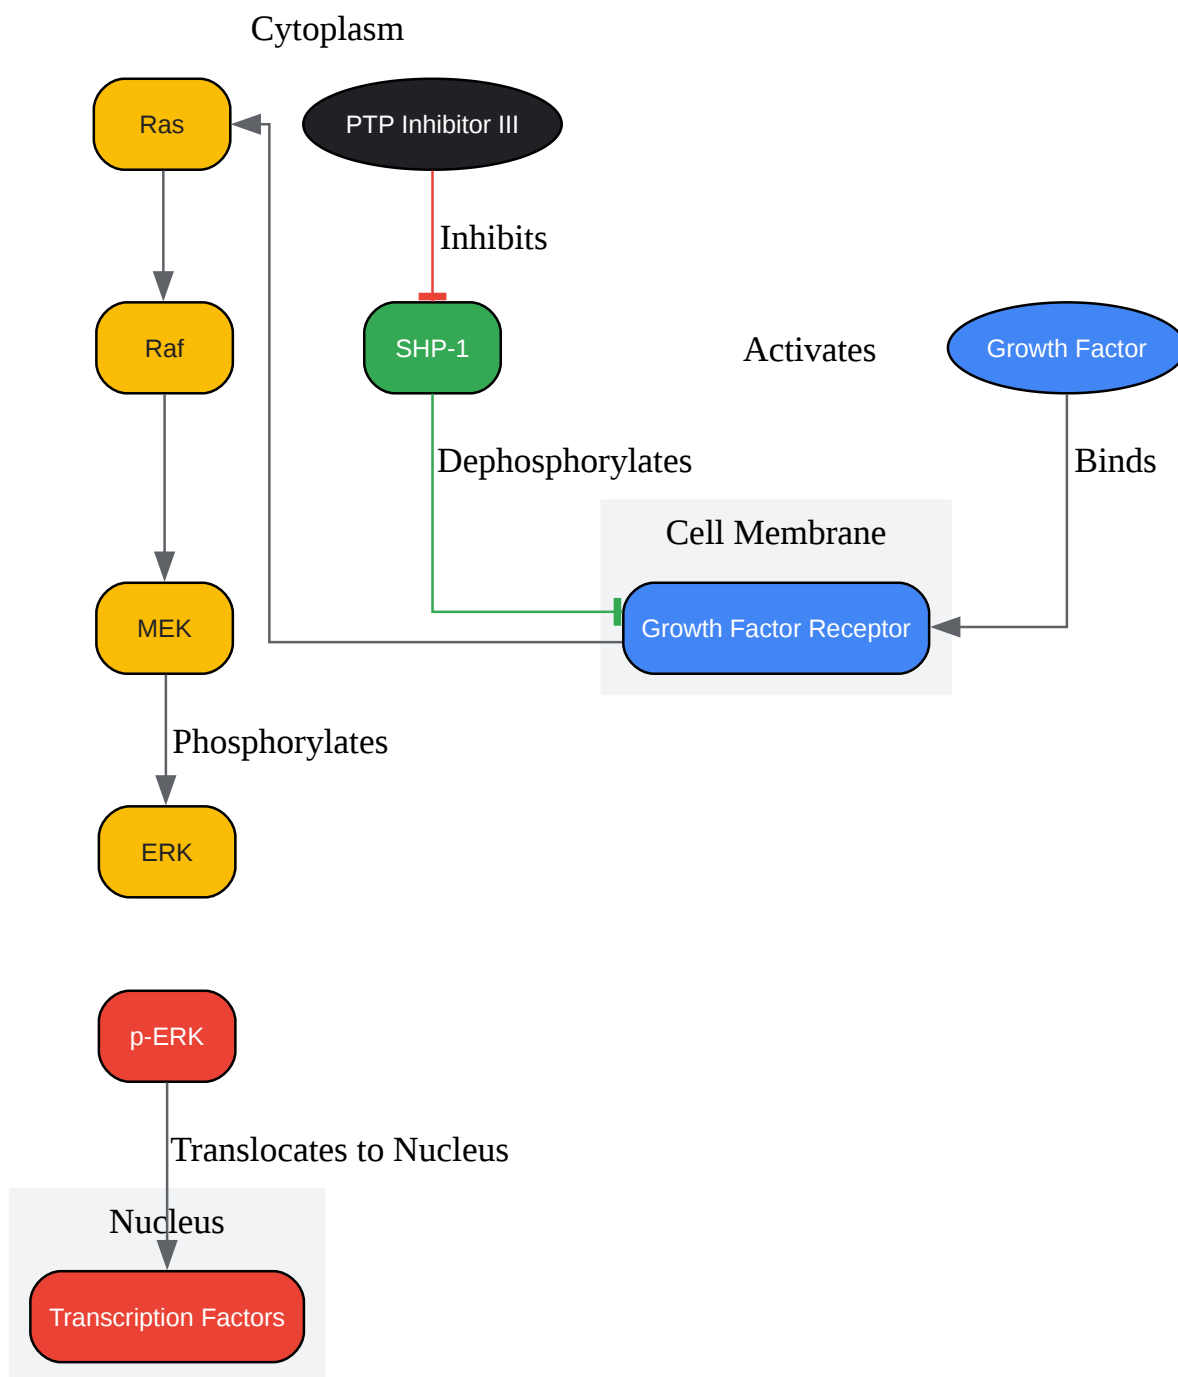 Cytoplasm
Ras
PTP Inhibitor III
Inhibits
Raf
SHP-1
Activates
Growth Factor
Dephosphorylates
Binds
Cell Membrane
MEK
Growth Factor Receptor
Phosphorylates
ERK
p-ERK
Translocates to Nucleus
Nucleus
Transcription Factors